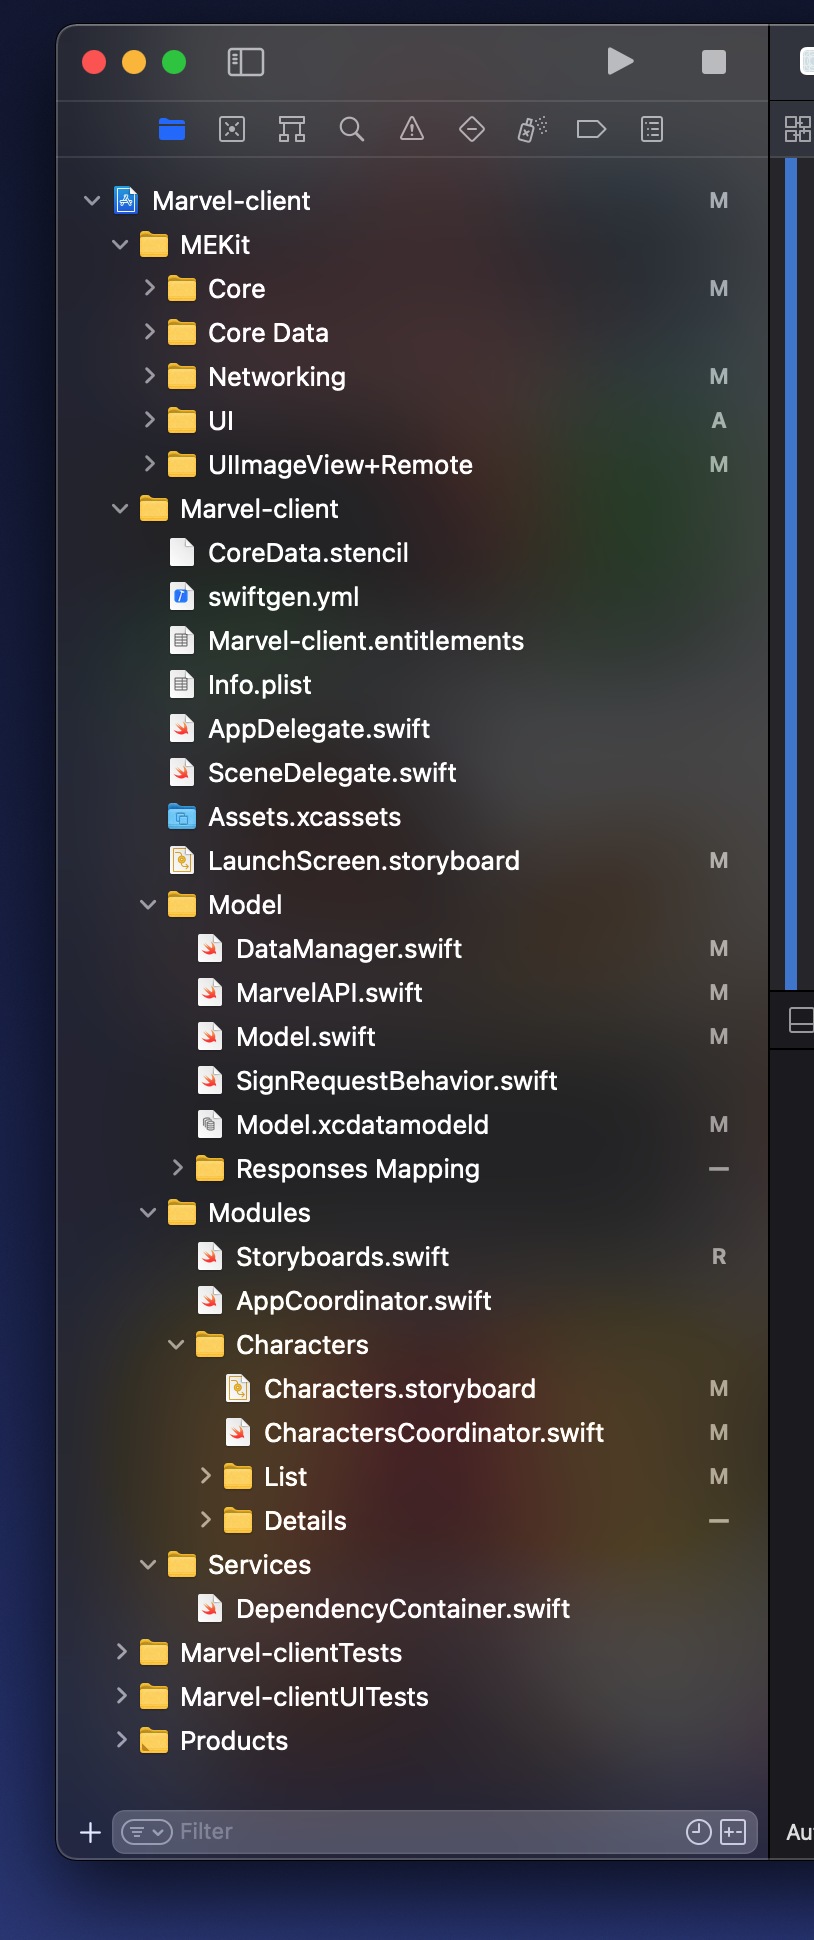 Marvel-client M
MEKit
Core M
Core Data
Networking M
UI A
UIImageView+Remote M
Marvel-client
CoreData.stencil
swiftgen.yml
Marvel-client.entitlements
Info.plist
AppDelegate.swift
SceneDelegate.swift
Assets.xcassets
LaunchScreen.storyboard M
Model
DataManager.swift M
MarvelAPI.swift M
Model.swift M
SignRequestBehavior.swift
Model.xcdatamodeld M
Responses Mapping —
Modules
Storyboards.swift R
AppCoordinator.swift
Characters
Characters.storyboard M
CharactersCoordinator.swift M
List M
Details —
Services
DependencyContainer.swift
Marvel-clientTests
Marvel-clientUITests
Products
Filter
Au